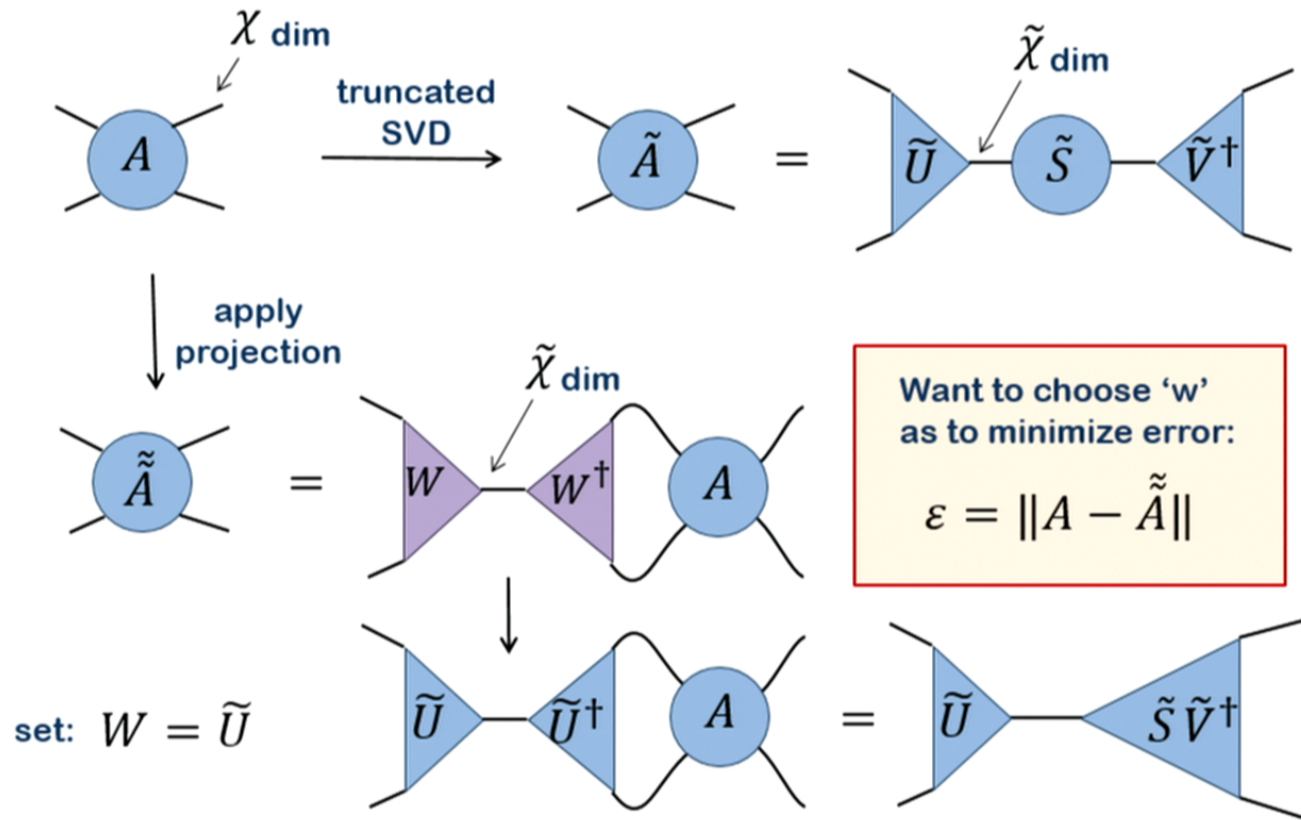 χ dim
truncated
SVD
A
Ã
=
Ũ
χ̃ dim
S̃
Ṽ†
apply
projection
Ã̃
=
W
χ̃ dim
W†
A
Want to choose ‘w’
as to minimize error:
ε = ||A − Ã̃||
set: W = Ũ
Ũ
Ũ†
A
=
Ũ
S̃ Ṽ†